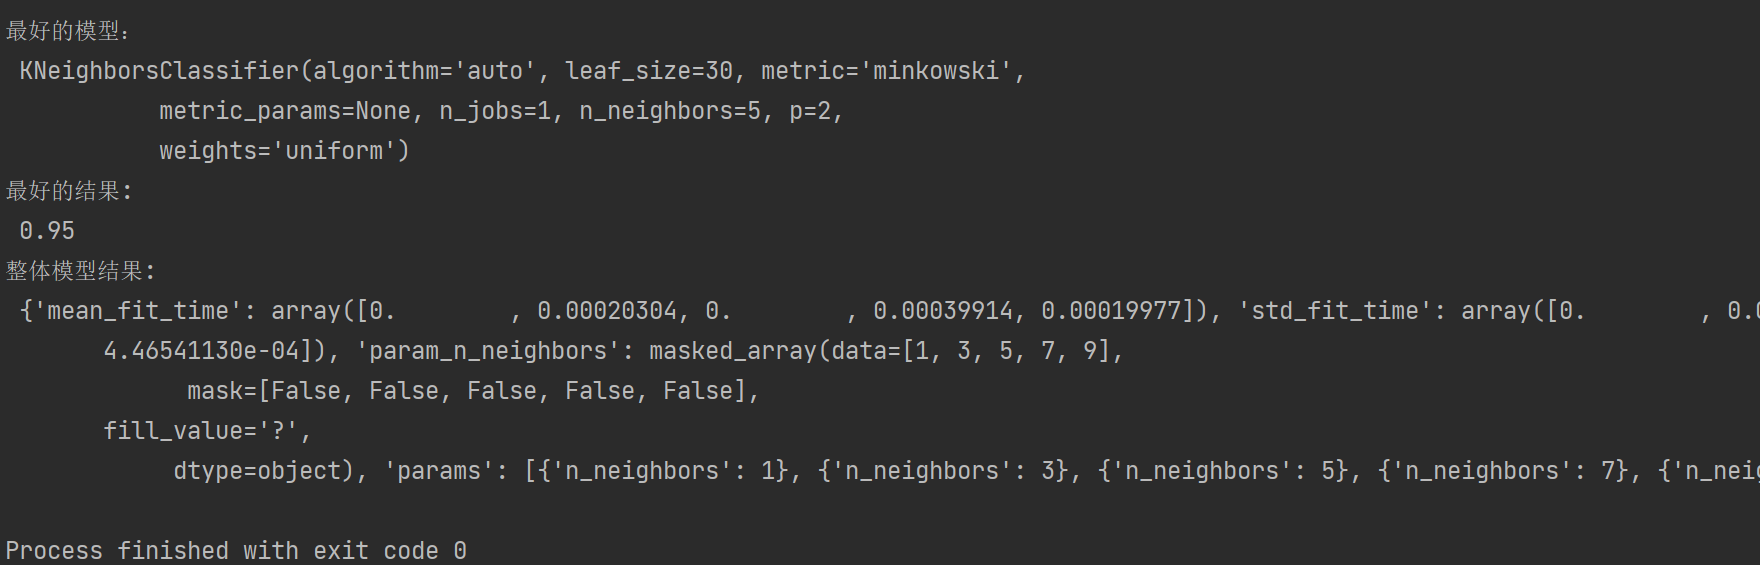 最好的模型:
KNeighborsClassifier(algorithm='auto', leaf_size=30, metric='minkowski',
metric_params=None, n_jobs=1, n_neighbors=5, p=2,
weights='uniform')
最好的结果:
0.95
整体模型结果:
{'mean_fit_time': array([0.        , 0.00020304, 0.        , 0.00039914, 0.00019977]), 'std_fit_time': array([0.        , 0.0
4.46541130e-04]), 'param_n_neighbors': masked_array(data=[1, 3, 5, 7, 9],
mask=[False, False, False, False, False],
fill_value='?',
dtype=object), 'params': [{'n_neighbors': 1}, {'n_neighbors': 3}, {'n_neighbors': 5}, {'n_neighbors': 7}, {'n_neig
Process finished with exit code 0